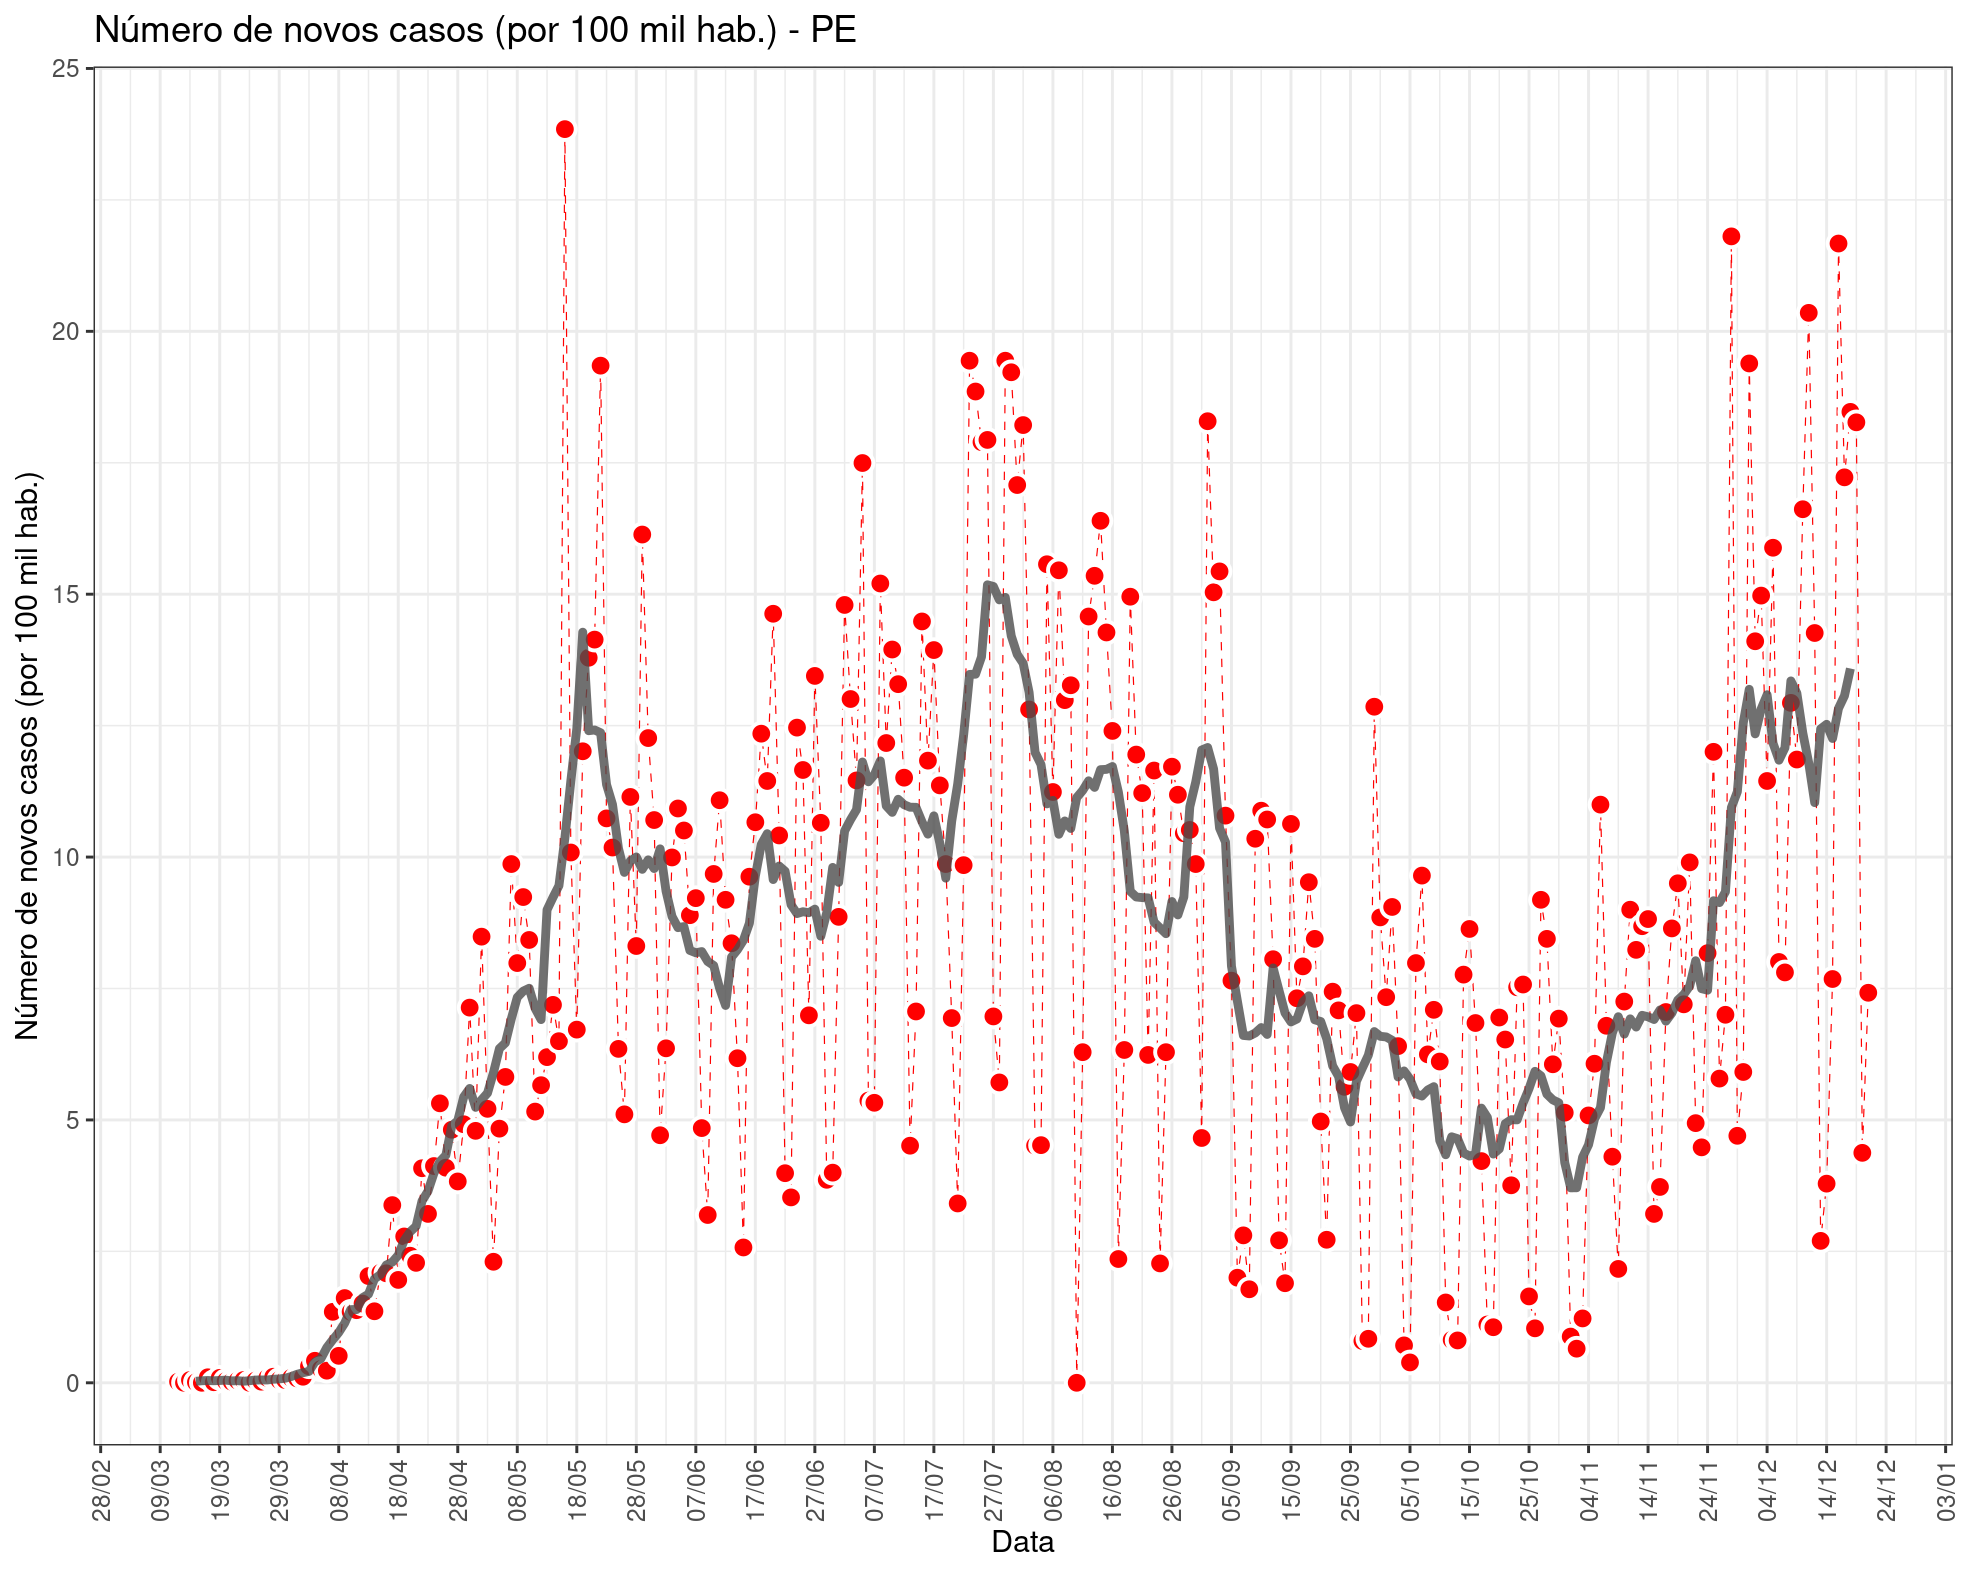 Número de novos casos (por 100 mil hab.) - PE
Número de novos casos (por 100 mil hab.)
25
20
15
10
5
0
28/02 09/03 19/03 29/03 08/04 18/04 28/04 08/05 18/05 28/05 07/06 17/06 27/06 07/07 17/07 27/07 06/08 16/08 26/08 05/09 15/09 25/09 05/10 15/10 25/10 04/11 14/11 24/11 04/12 14/12 24/12 03/01
Data